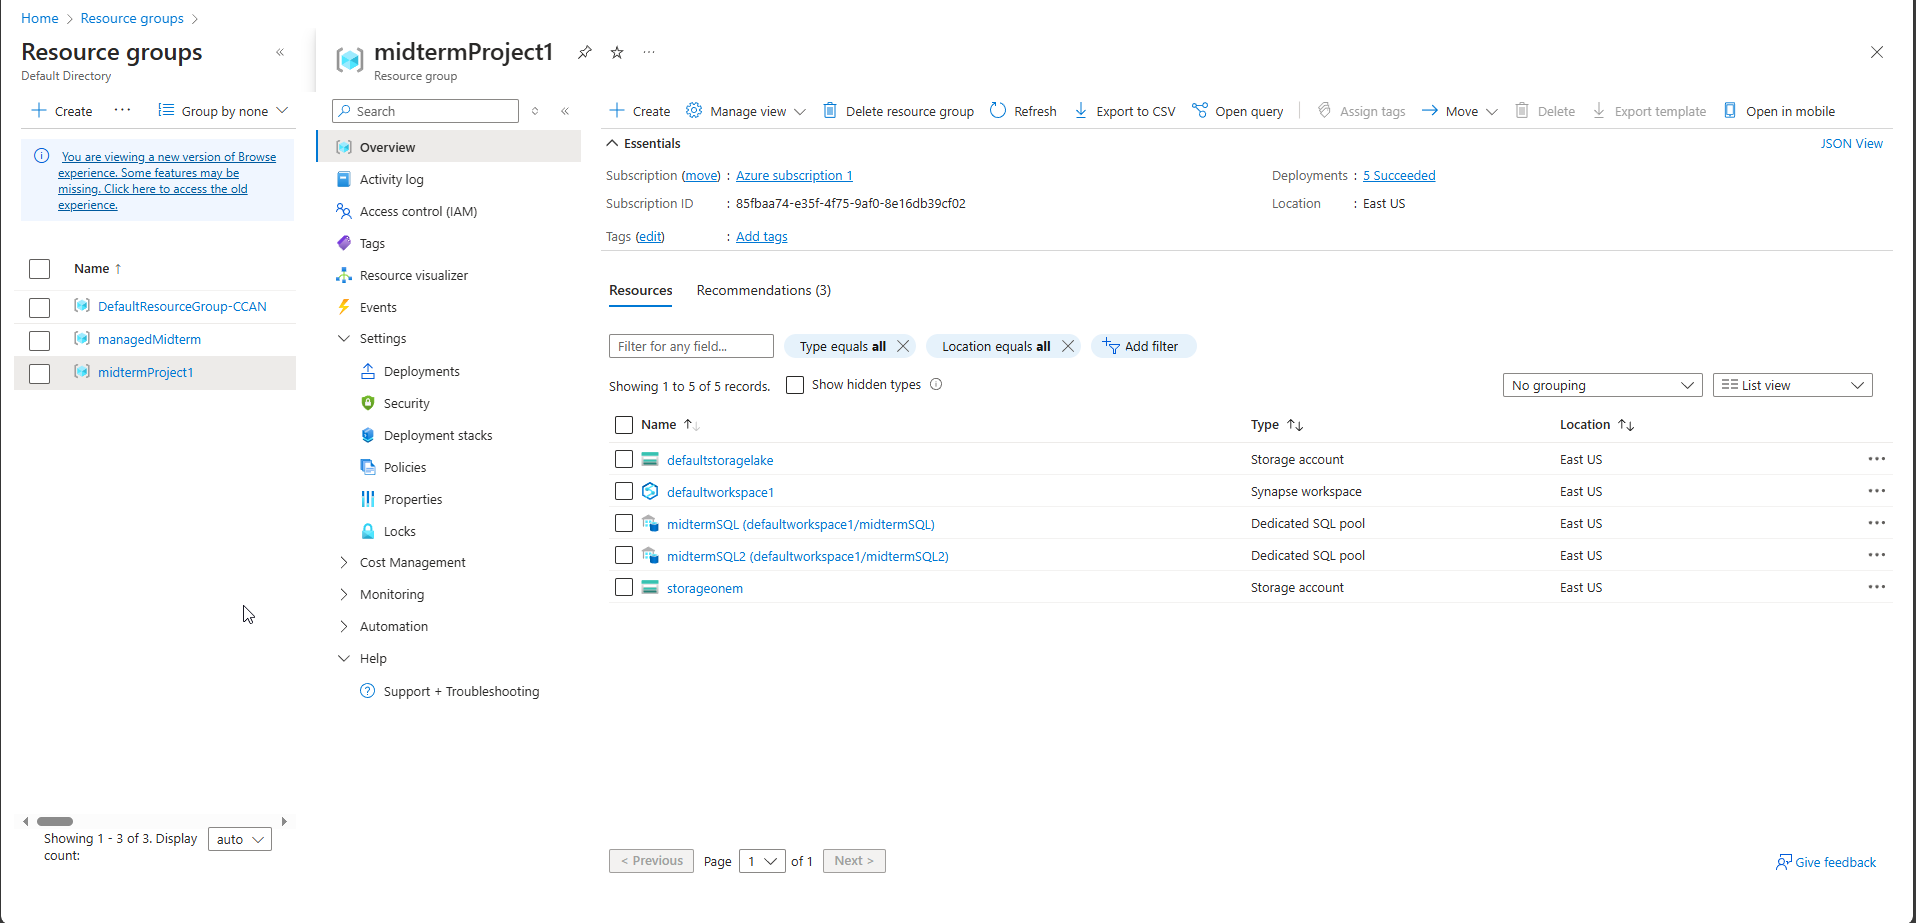 Home > Resource groups >
Resource groups
Default Directory
Create
Group by none
You are viewing a new version of Browse
experience. Some features may be
missing. Click here to access the old
experience.
Name ↑
DefaultResourceGroup-CCAN
managedMidterm
midtermProject1
Showing 1 - 3 of 3. Display
count:
auto
midtermProject1
Resource group
Search
Overview
Activity log
Access control (IAM)
Tags
Resource visualizer
Events
Settings
Deployments
Security
Deployment stacks
Policies
Properties
Locks
Cost Management
Monitoring
Automation
Help
Support + Troubleshooting
Create
Manage view
Delete resource group
Refresh
Export to CSV
Open query
Assign tags
Move
Delete
Export template
Open in mobile
Essentials
JSON View
Subscription (move) : Azure subscription 1
Deployments : 5 Succeeded
Subscription ID : 85fbaa74-e35f-4f75-9af0-8e16db39cf02
Location : East US
Tags (edit) : Add tags
Resources
Recommendations (3)
Filter for any field...
Type equals all
Location equals all
Add filter
Showing 1 to 5 of 5 records.
Show hidden types
No grouping
List view
Name ↑↓ Type ↑↓ Location ↑↓
defaultstoragelake Storage account East US
defaultworkspace1 Synapse workspace East US
midtermSQL (defaultworkspace1/midtermSQL) Dedicated SQL pool East US
midtermSQL2 (defaultworkspace1/midtermSQL2) Dedicated SQL pool East US
storageonem Storage account East US
< Previous Page 1 of 1 Next >
Give feedback